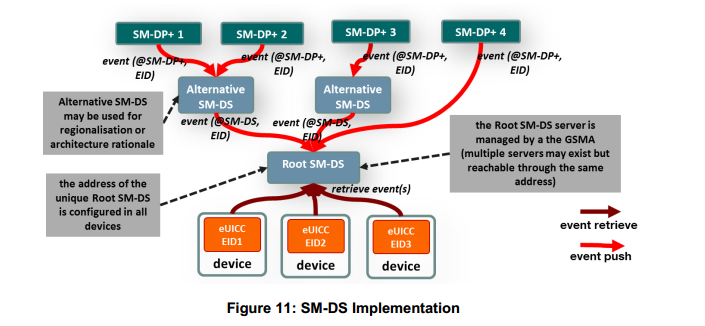 SM-DP+ 1
SM-DP+ 2
SM-DP+ 3
SM-DP+ 4
event (@SM-DP+,
EID)
event (@SM-DP+,
EID)
event (@SM-DP+,
EID)
event (@SM-DP+,
EID)
Alternative
SM-DS
Alternative
SM-DS
Alternative SM-DS
may be used for
regionalisation or
architecture rationale
event (@SM-DS,
EID)
event (@SM-DS,
EID)
the Root SM-DS server is
managed by a the GSMA
(multiple servers may exist but
reachable through the same
address)
Root SM-DS
the address of the
unique Root SM-DS
is configured in all
devices
retrieve event(s)
eUICC
EID1
device
eUICC
EID2
device
eUICC
EID3
device
event retrieve
event push
Figure 11: SM-DS Implementation